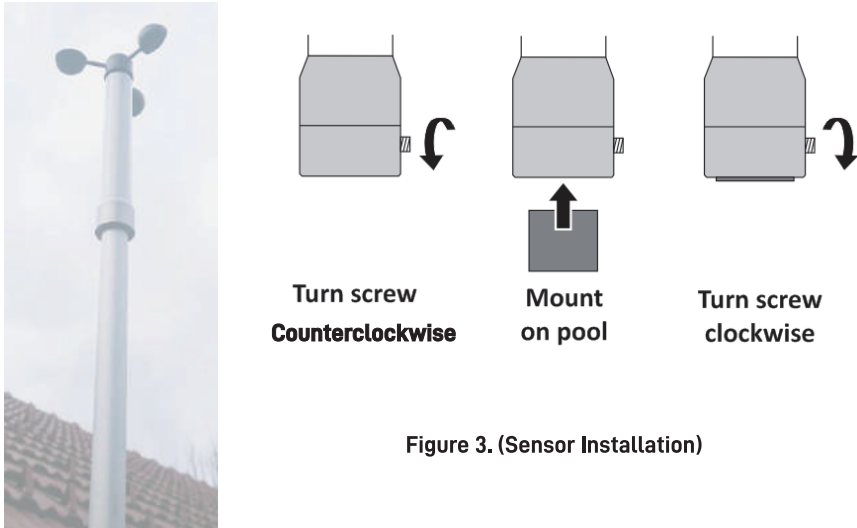 Turn screw
Counterclockwise
Mount
on pool
Turn screw
clockwise
Figure 3. (Sensor Installation)